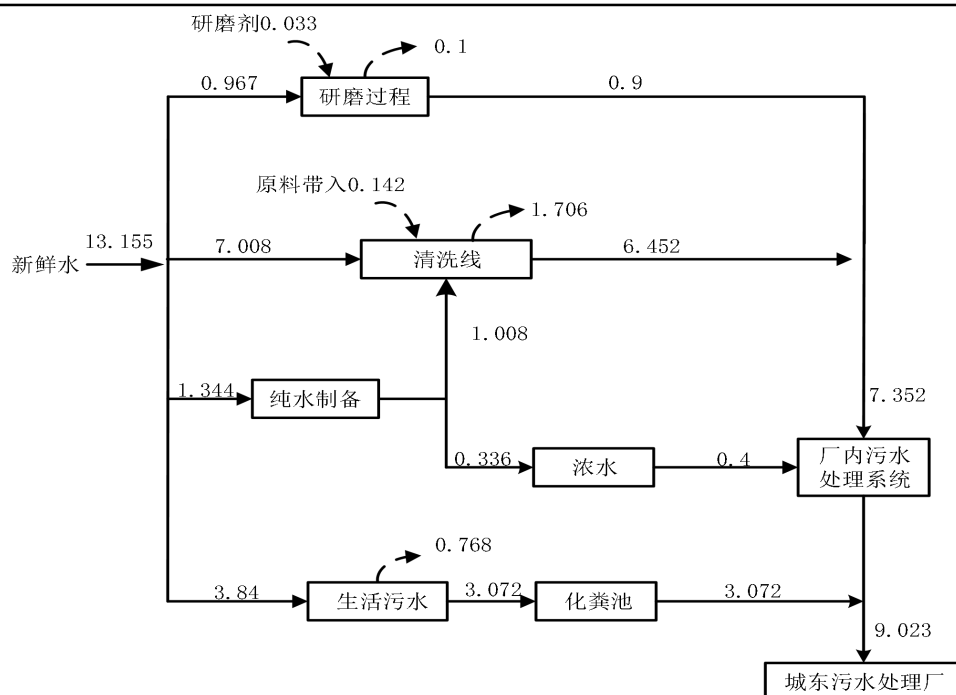 研磨剂0.033
0.1
0.967
研磨过程
0.9
原料带入0.142
1.706
13.155
新鲜水
7.008
清洗线
6.452
1.008
1.344
纯水制备
7.352
0.336
浓水
0.4
厂内污水
处理系统
0.768
3.84
生活污水
3.072
化粪池
3.072
9.023
城东污水处理厂